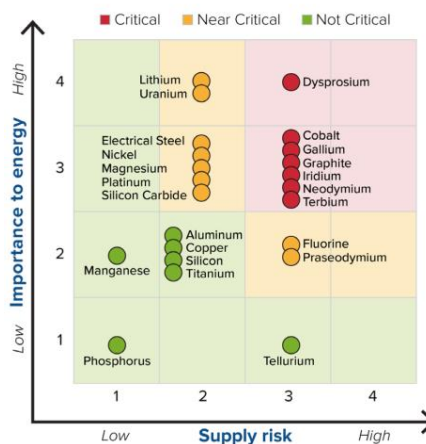 Critical
Near Critical
Not Critical
High
Importance to energy
Low
4
3
2
1
Lithium
Uranium
Dysprosium
Electrical Steel
Nickel
Magnesium
Platinum
Silicon Carbide
Cobalt
Gallium
Graphite
Iridium
Neodymium
Terbium
Manganese
Aluminum
Copper
Silicon
Titanium
Fluorine
Praseodymium
Phosphorus
Tellurium
1
2
3
4
Low
Supply risk
High